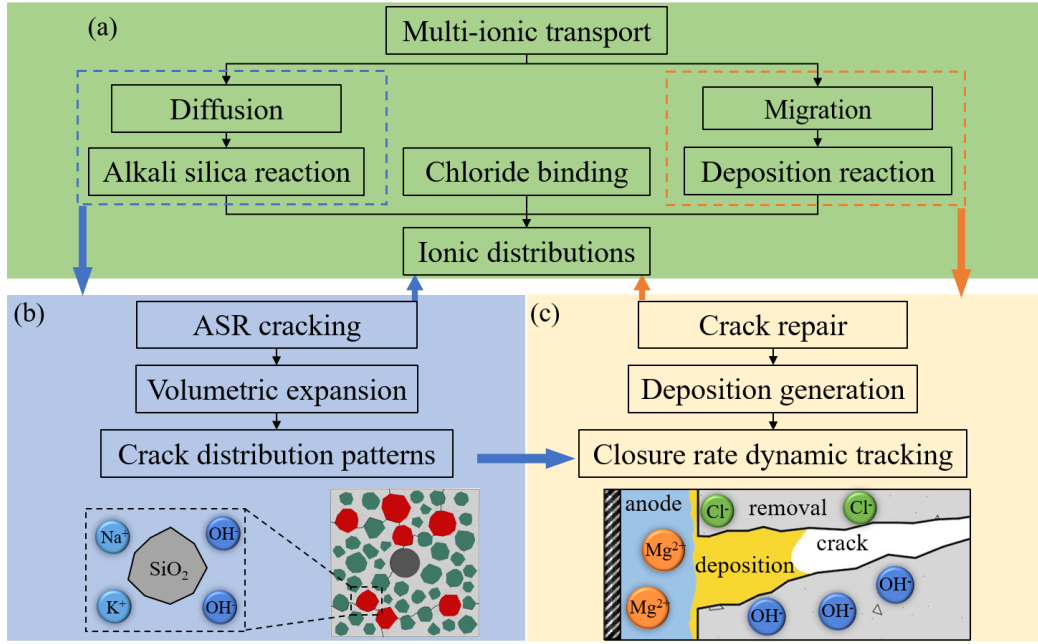 (a)
Multi-ionic transport
Diffusion
Migration
Alkali silica reaction
Chloride binding
Deposition reaction
Ionic distributions
(b)
ASR cracking
Volumetric expansion
Crack distribution patterns
Na⁺
OH⁻
SiO₂
K⁺
OH⁻
(c)
Crack repair
Deposition generation
Closure rate dynamic tracking
anode
Cl⁻
removal
Cl⁻
Mg²⁺
deposition
crack
Mg²⁺
OH⁻
OH⁻
OH⁻